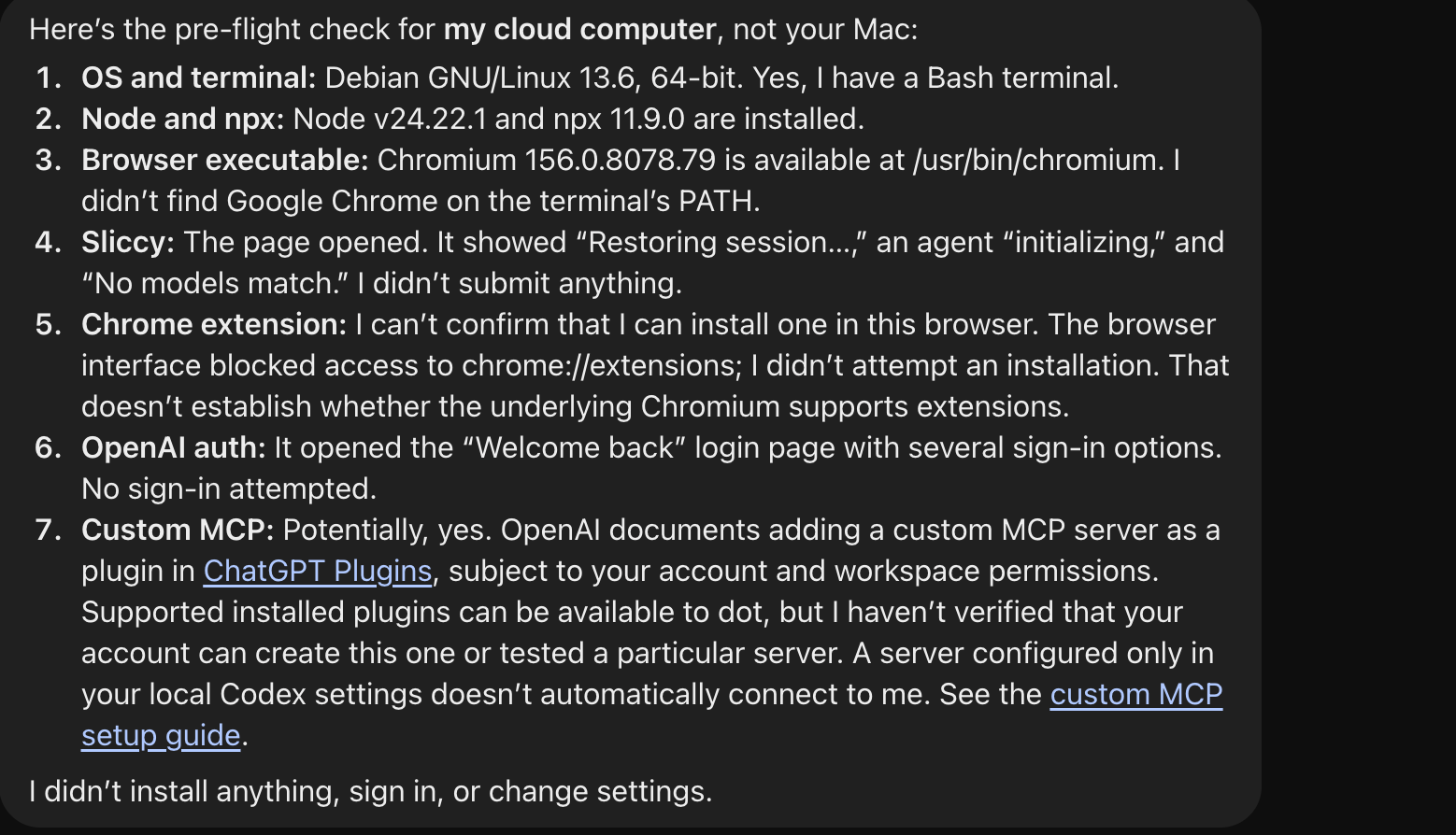 Here’s the pre-flight check for my cloud computer, not your Mac:
1. OS and terminal: Debian GNU/Linux 13.6, 64-bit. Yes, I have a Bash terminal.
2. Node and npx: Node v24.22.1 and npx 11.9.0 are installed.
3. Browser executable: Chromium 156.0.8078.79 is available at /usr/bin/chromium. I
didn’t find Google Chrome on the terminal’s PATH.
4. Sliccy: The page opened. It showed “Restoring session…,” an agent “initializing,” and
“No models match.” I didn’t submit anything.
5. Chrome extension: I can’t confirm that I can install one in this browser. The browser
interface blocked access to chrome://extensions; I didn’t attempt an installation. That
doesn’t establish whether the underlying Chromium supports extensions.
6. OpenAI auth: It opened the “Welcome back” login page with several sign-in options.
No sign-in attempted.
7. Custom MCP: Potentially, yes. OpenAI documents adding a custom MCP server as a
plugin in ChatGPT Plugins, subject to your account and workspace permissions.
Supported installed plugins can be available to dot, but I haven’t verified that your
account can create this one or tested a particular server. A server configured only in
your local Codex settings doesn’t automatically connect to me. See the custom MCP
setup guide.
I didn’t install anything, sign in, or change settings.